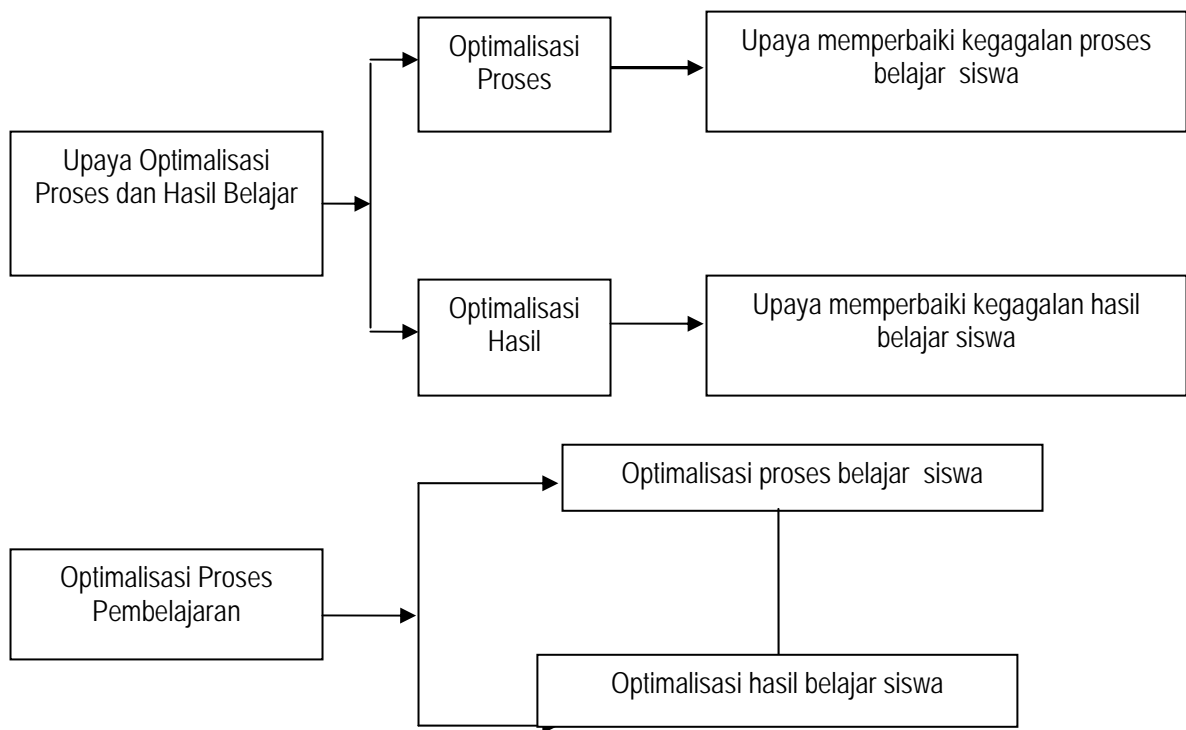 Optimalisasi
Proses
Upaya memperbaiki kegagalan proses
belajar  siswa
Upaya Optimalisasi
Proses dan Hasil Belajar
Optimalisasi
Hasil
Upaya memperbaiki kegagalan hasil
belajar siswa
Optimalisasi proses belajar  siswa
Optimalisasi Proses
Pembelajaran
Optimalisasi hasil belajar siswa